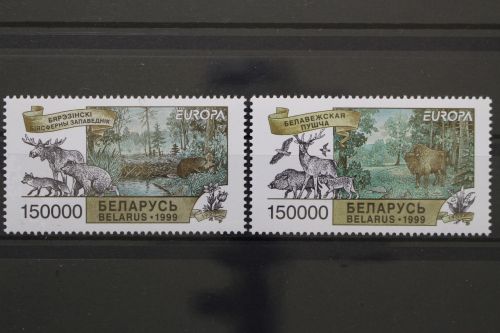 БЯРЭЗІНСКІ
БІЯСФЕРНЫ ЗАПАВЕДНІК
EUROPA
150000
БЕЛАРУСЬ
BELARUS • 1999
БЕЛАВЕЖСКАЯ
ПУШЧА
EUROPA
150000
БЕЛАРУСЬ
BELARUS • 1999